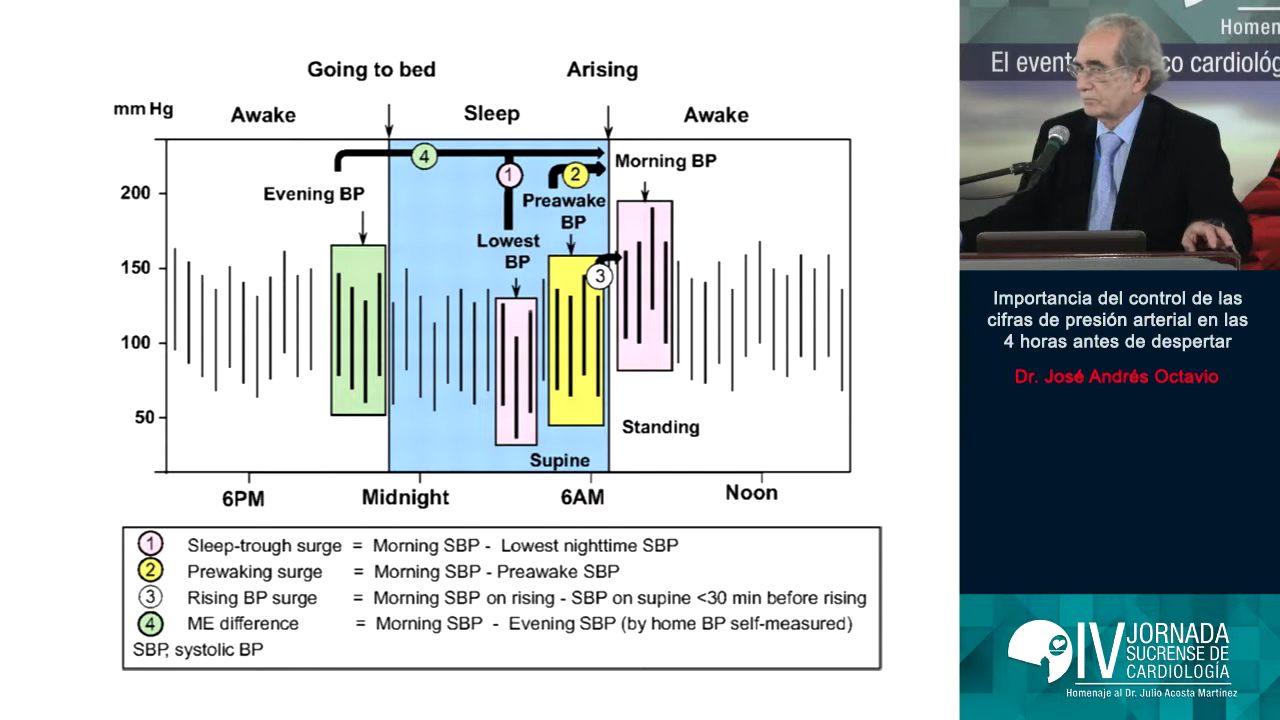 Going to bed
Arising
mm Hg
Awake
Sleep
Awake
4
1
2
Morning BP
200
Evening BP
Preawake
BP
Lowest
BP
150
3
100
50
Standing
Supine
6PM
Midnight
6AM
Noon
1 Sleep-trough surge = Morning SBP - Lowest nighttime SBP
2 Prewaking surge = Morning SBP - Preawake SBP
3 Rising BP surge = Morning SBP on rising - SBP on supine <30 min before rising
4 ME difference = Morning SBP - Evening SBP (by home BP self-measured)
SBP, systolic BP
Importancia del control de las
cifras de presión arterial en las
4 horas antes de despertar
Dr. José Andrés Octavio
IV JORNADA
SUCRENSE DE
CARDIOLOGÍA
Homenaje al Dr. Julio Acosta Martínez